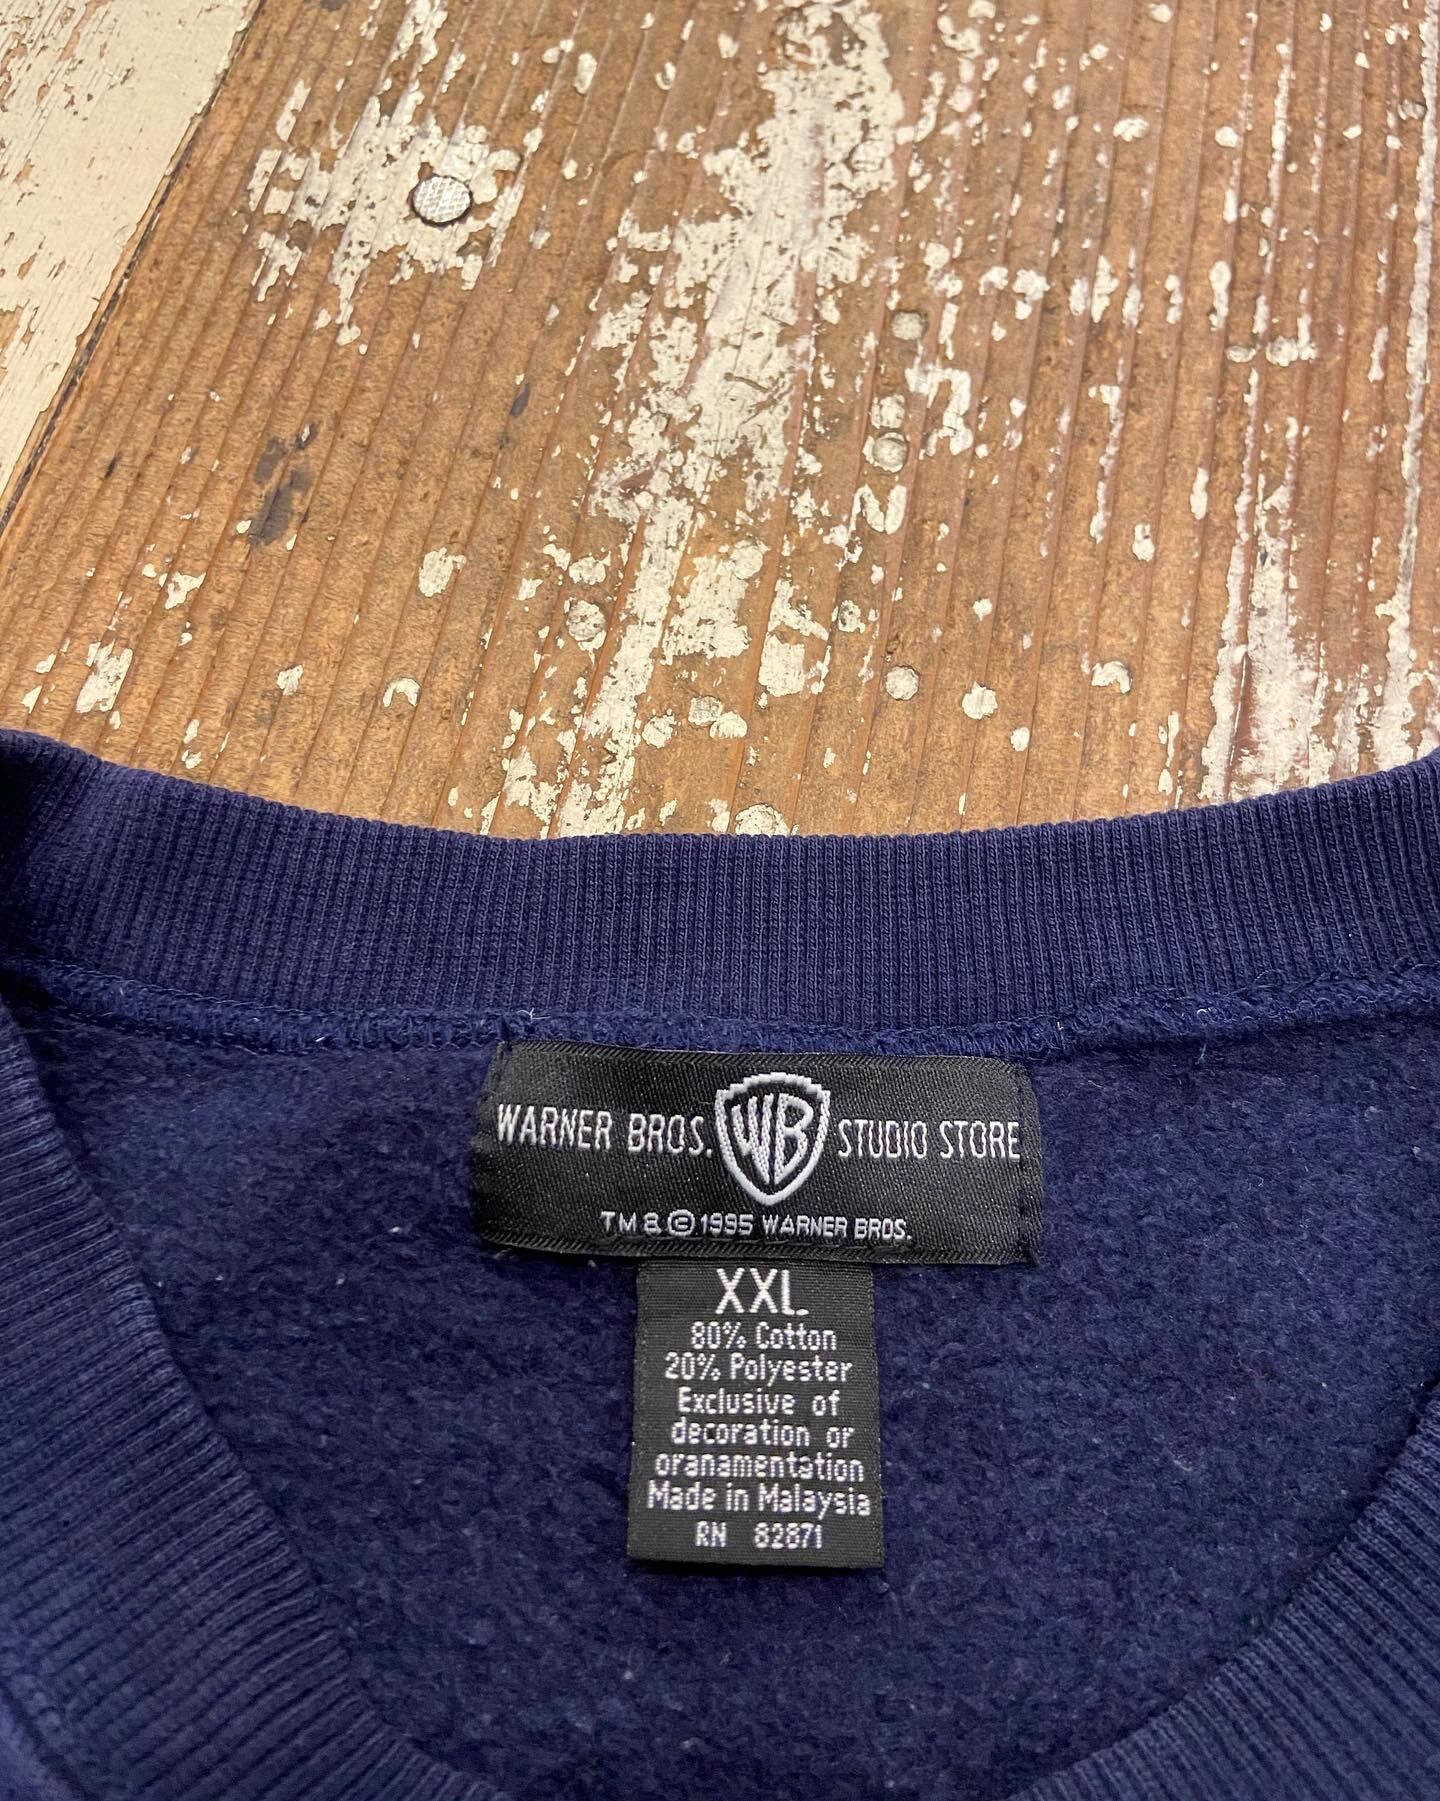 WARNER BROS. WB STUDIO STORE
TM & © 1995 WARNER BROS.
XXL
80% Cotton
20% Polyester
Exclusive of
decoration or
oranamentation
Made in Malaysia
RN 82871